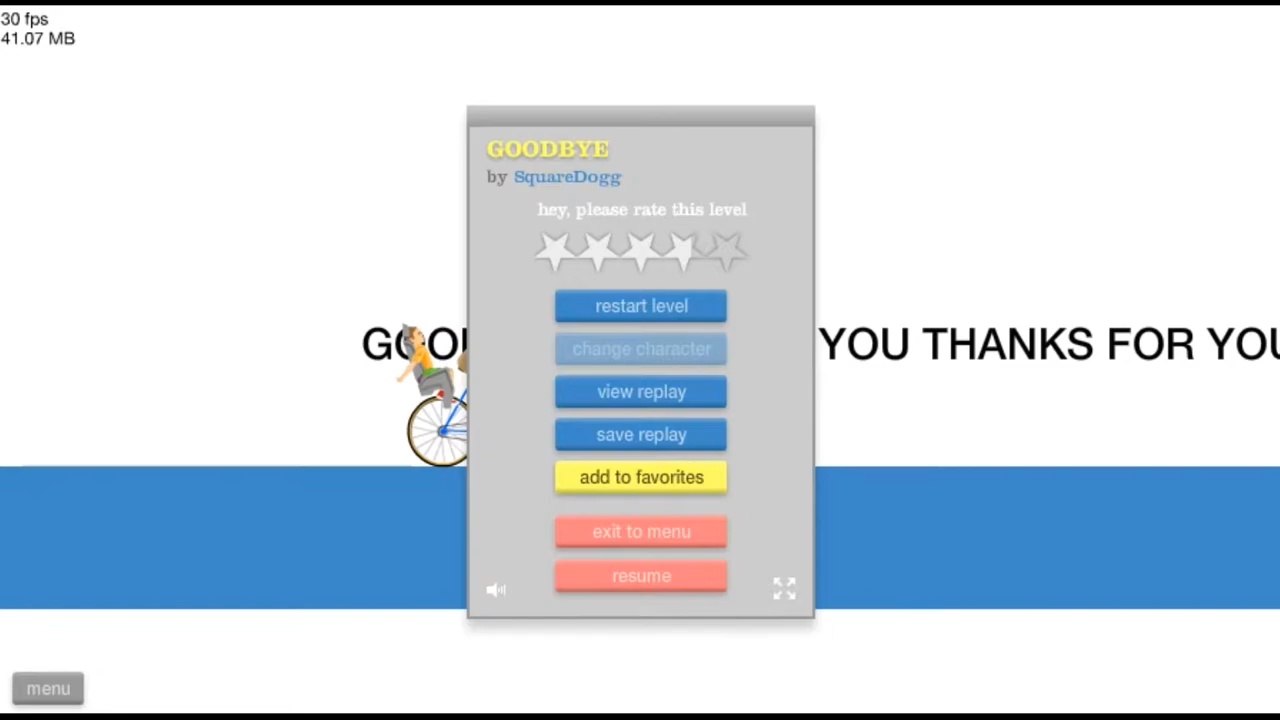 30 fps
41.07 MB
GOODBYE
by SquareDogg
hey, please rate this level
restart level
change character
YOU THANKS FOR YOU
view replay
save replay
add to favorites
exit to menu
resume
menu